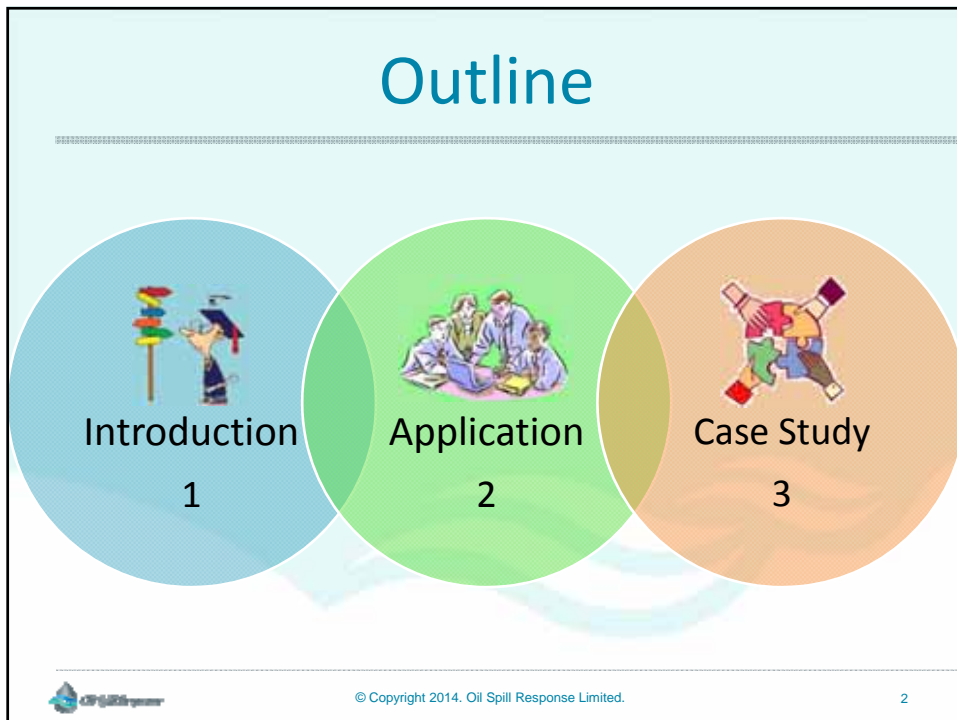 Outline
Introduction
1
Application
2
Case Study
3
© Copyright 2014. Oil Spill Response Limited.
2